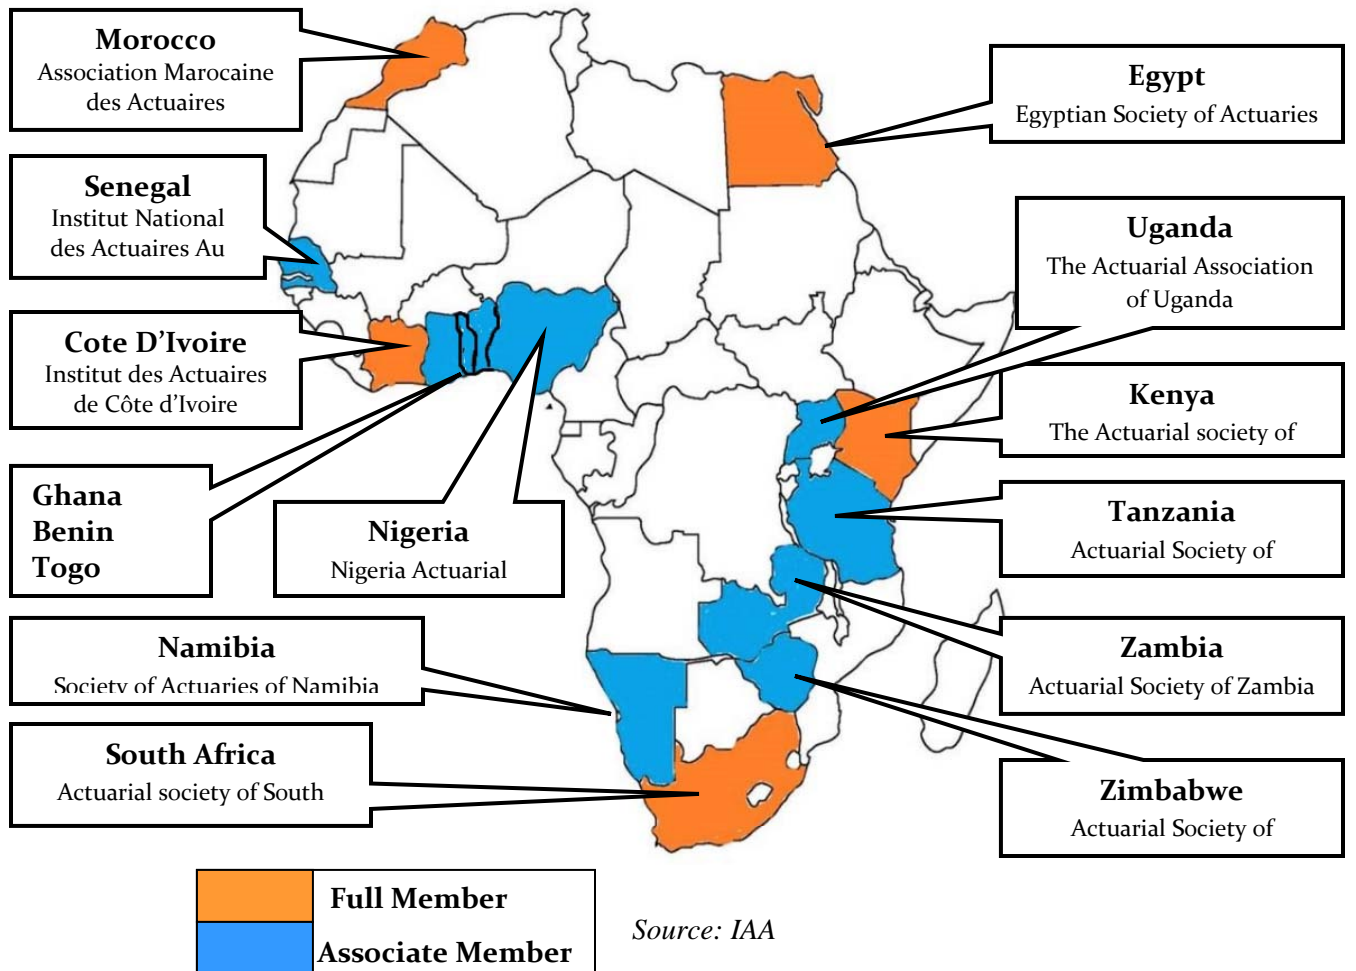 Morocco
Association Marocaine
des Actuaires
Egypt
Egyptian Society of Actuaries
Senegal
Institut National
des Actuaires Au
Uganda
The Actuarial Association
of Uganda
Cote D'Ivoire
Institut des Actuaires
de Côte d'Ivoire
Kenya
The Actuarial society of
Ghana
Benin
Togo
Nigeria
Nigeria Actuarial
Tanzania
Actuarial Society of
Namibia
Society of Actuaries of Namibia
Zambia
Actuarial Society of Zambia
South Africa
Actuarial society of South
Zimbabwe
Actuarial Society of
Full Member
Associate Member
Source: IAA